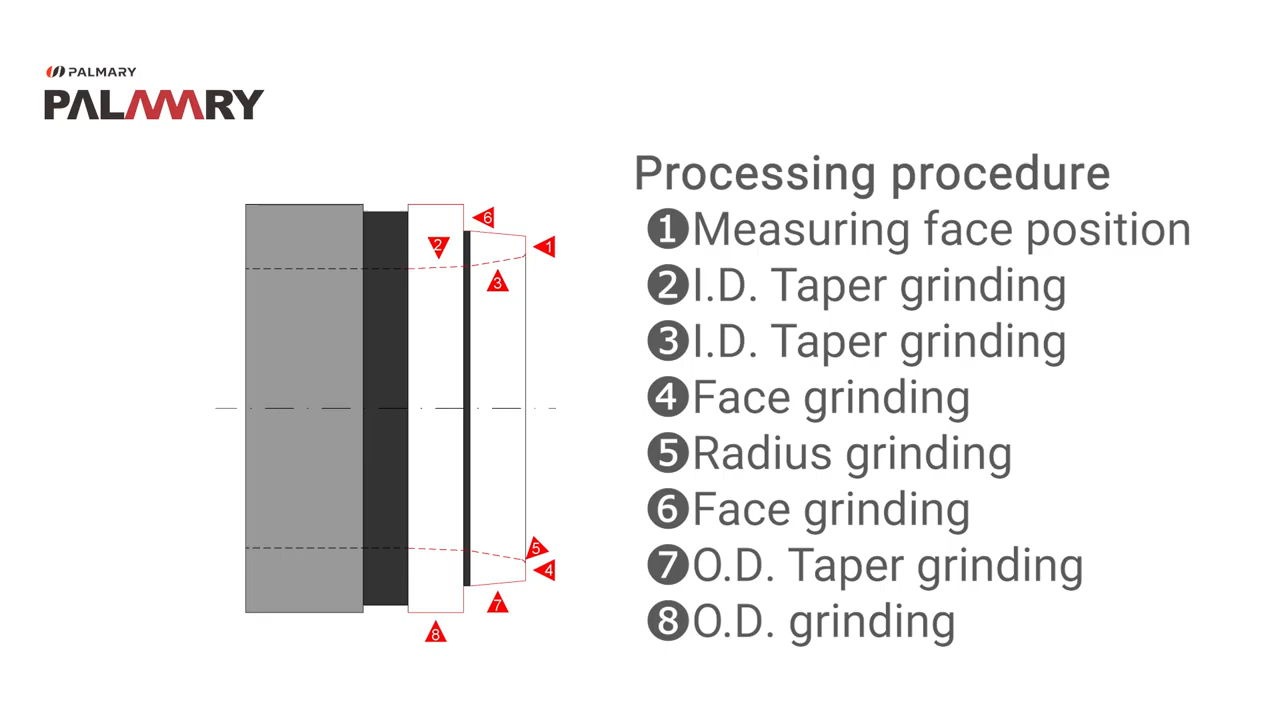 PALMARY
PALMARY
Processing procedure
❶Measuring face position
❷I.D. Taper grinding
❸I.D. Taper grinding
❹Face grinding
❺Radius grinding
❻Face grinding
❼O.D. Taper grinding
❽O.D. grinding
6
2
1
3
5
4
7
8